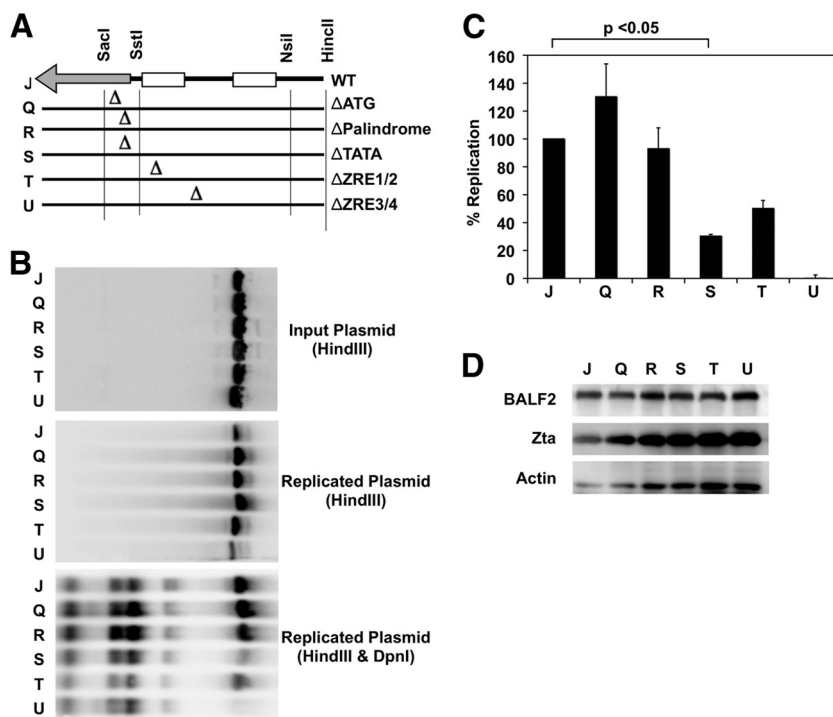 A
SacI
SstI
NsiI
HincII
J WT
Q ΔATG
R ΔPalindrome
S ΔTATA
T ΔZRE1/2
U ΔZRE3/4
Δ
Δ
Δ
Δ
Δ
B
J
Q
R
S
T
U
Input Plasmid
(HindIII)
J
Q
R
S
T
U
Replicated Plasmid
(HindIII)
J
Q
R
S
T
U
Replicated Plasmid
(HindIII & DpnI)
C
p <0.05
% Replication
160
140
120
100
80
60
40
20
0
J Q R S T U
D
J Q R S T U
BALF2
Zta
Actin